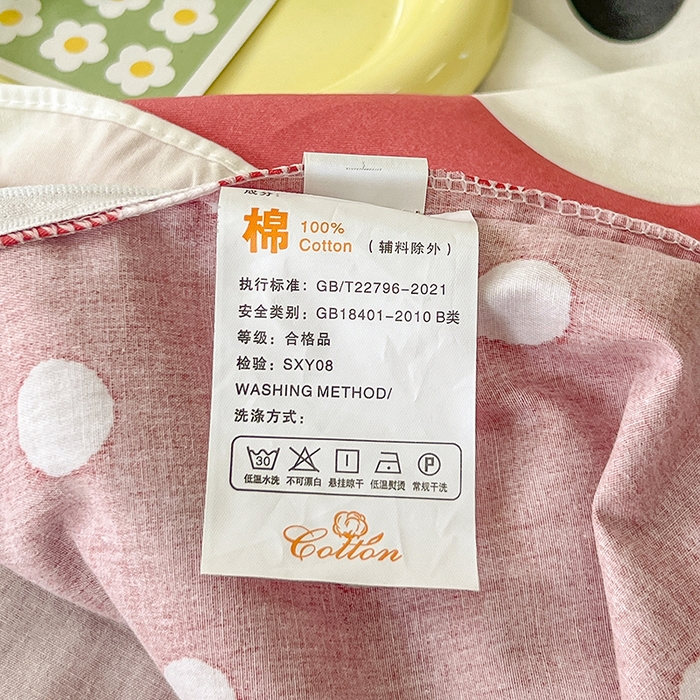 成分:
棉 100% Cotton (辅料除外)
执行标准: GB/T22796-2021
安全类别: GB18401-2010 B类
等级: 合格品
检验: SXY08
WASHING METHOD/
洗涤方式:
30
低温水洗 不可漂白 悬挂晾干 低温熨烫 常规干洗
P
Cotton